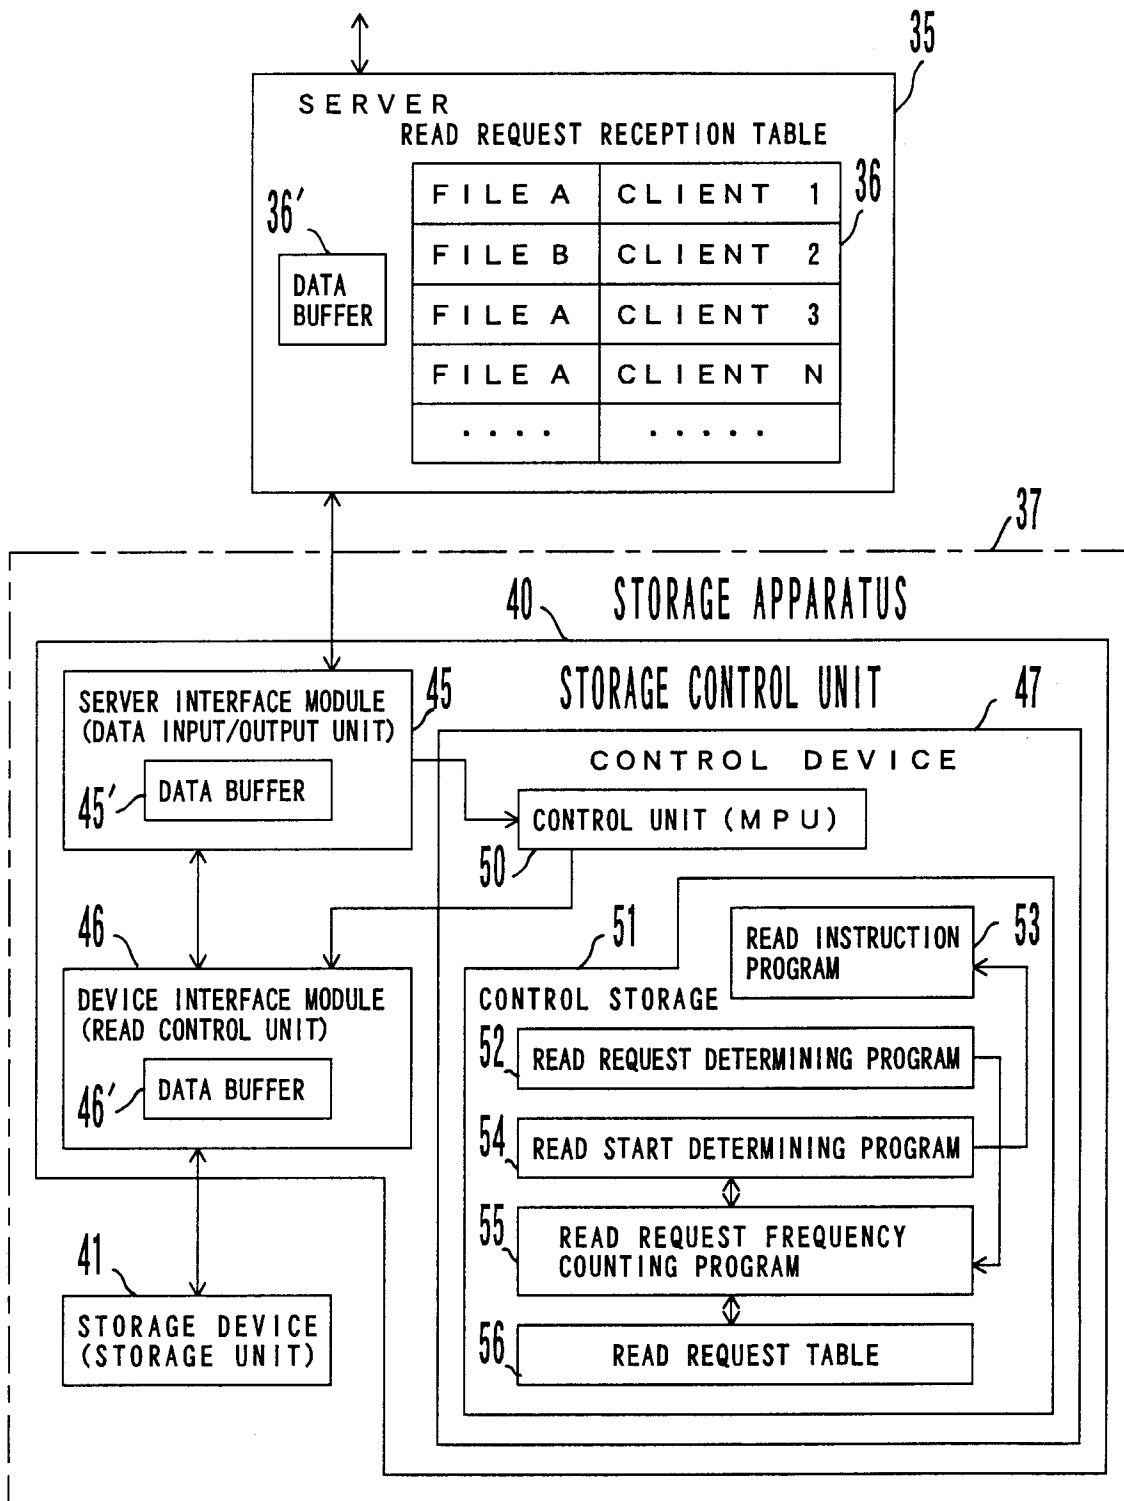 35
SERVER
READ REQUEST RECEPTION TABLE
36
36'
FILE A CLIENT 1
FILE B CLIENT 2
FILE A CLIENT 3
FILE A CLIENT N
. . . . . . . . .
DATA
BUFFER
37
STORAGE APPARATUS
40
STORAGE CONTROL UNIT
SERVER INTERFACE MODULE
(DATA INPUT/OUTPUT UNIT)
45
DATA BUFFER
45'
47
CONTROL DEVICE
CONTROL UNIT (MPU)
50
46
DEVICE INTERFACE MODULE
(READ CONTROL UNIT)
DATA BUFFER
46'
51
CONTROL STORAGE
READ INSTRUCTION
PROGRAM
53
52
READ REQUEST DETERMINING PROGRAM
54
READ START DETERMINING PROGRAM
55
READ REQUEST FREQUENCY
COUNTING PROGRAM
56
READ REQUEST TABLE
41
STORAGE DEVICE
(STORAGE UNIT)